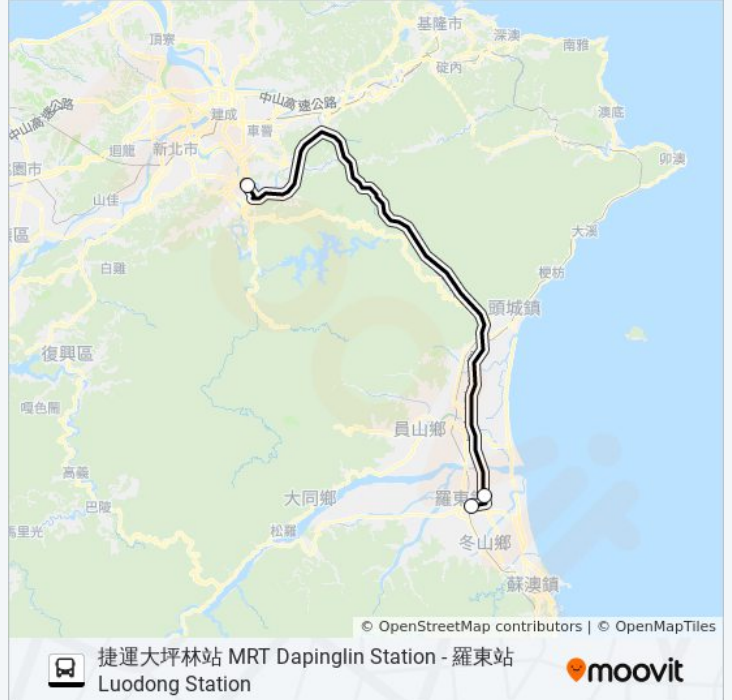 基隆市
深澳
南雅
頂寮
碇內
中山高速公路
澳底
中山高速公路
建成
車層
新北市
迴龍
卯澳
桃園市
山佳
區
大溪
白雞
梗枋
頭城鎮
復興區
嘎色鬧
員山鄉
高義
大同鄉
羅東
巴陵
馬里光
松羅
冬山鄉
蘇澳鎮
© OpenStreetMap contributors | © OpenMapTiles
捷運大坪林站 MRT Dapinglin Station - 羅東站
Luodong Station
moovit